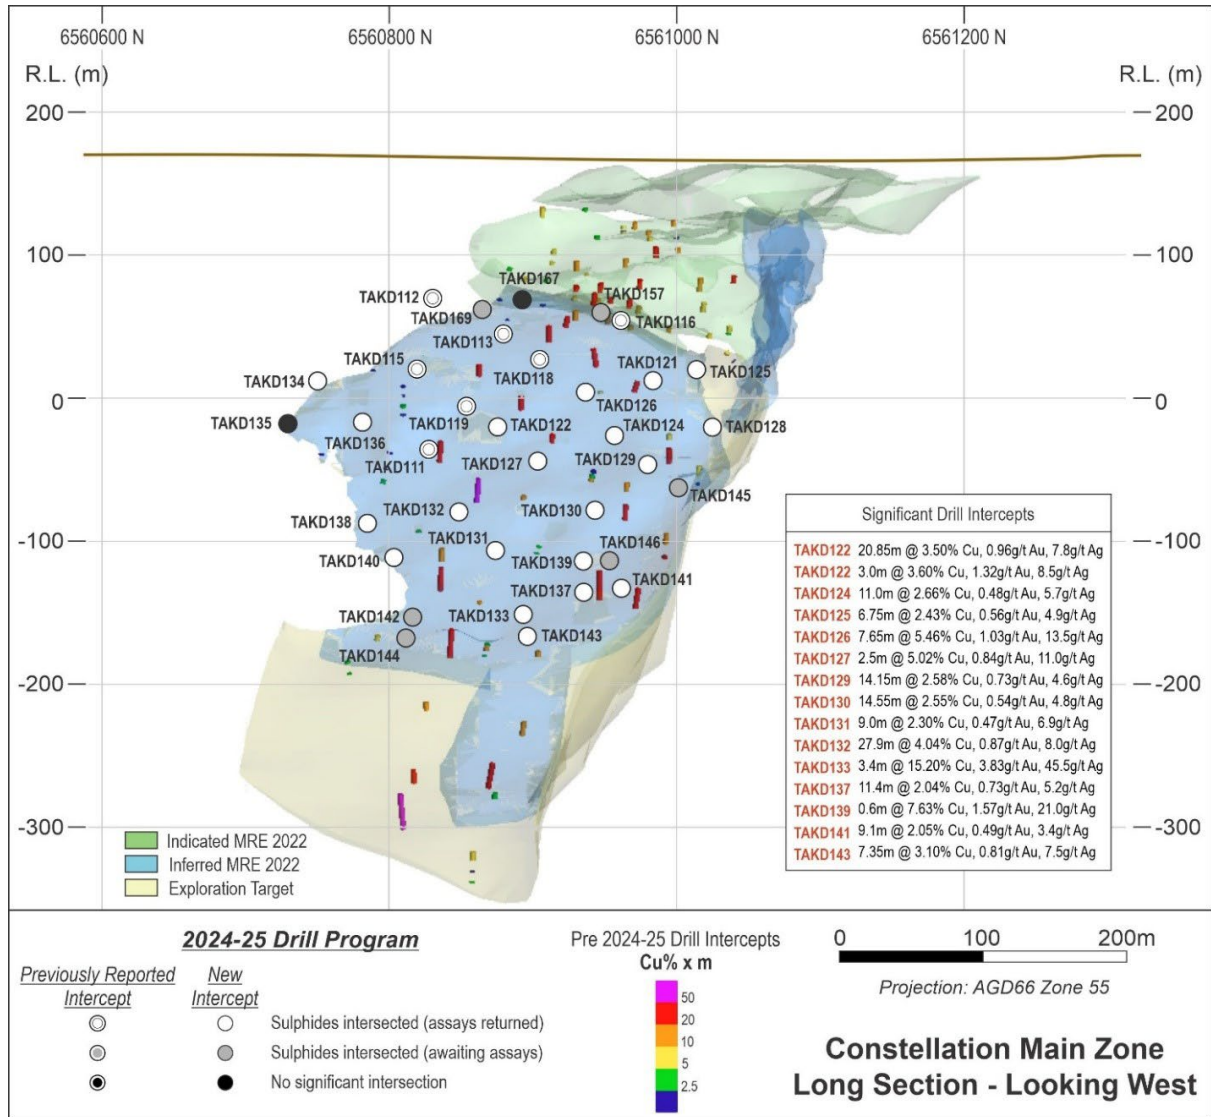 6560600 N
6560800 N
6561000 N
6561200 N
R.L. (m)
R.L. (m)
200
200
100
100
0
0
-100
-100
-200
-200
-300
-300
TAKD167
TAKD112
TAKD157
TAKD169
TAKD116
TAKD113
TAKD115
TAKD121
TAKD125
TAKD118
TAKD134
TAKD126
TAKD135
TAKD119
TAKD122
TAKD124
TAKD128
TAKD136
TAKD111
TAKD127
TAKD129
TAKD145
TAKD132
TAKD130
TAKD138
TAKD131
TAKD146
TAKD140
TAKD139
TAKD141
TAKD137
TAKD142
TAKD133
TAKD143
TAKD144
Significant Drill Intercepts
TAKD122 20.85m @ 3.50% Cu, 0.96g/t Au, 7.8g/t Ag
TAKD122 3.0m @ 3.60% Cu, 1.32g/t Au, 8.5g/t Ag
TAKD124 11.0m @ 2.66% Cu, 0.48g/t Au, 5.7g/t Ag
TAKD125 6.75m @ 2.43% Cu, 0.56g/t Au, 4.9g/t Ag
TAKD126 7.65m @ 5.46% Cu, 1.03g/t Au, 13.5g/t Ag
TAKD127 2.5m @ 5.02% Cu, 0.84g/t Au, 11.0g/t Ag
TAKD129 14.15m @ 2.58% Cu, 0.73g/t Au, 4.6g/t Ag
TAKD130 14.55m @ 2.55% Cu, 0.54g/t Au, 4.8g/t Ag
TAKD131 9.0m @ 2.30% Cu, 0.47g/t Au, 6.9g/t Ag
TAKD132 27.9m @ 4.04% Cu, 0.87g/t Au, 8.0g/t Ag
TAKD133 3.4m @ 15.20% Cu, 3.83g/t Au, 45.5g/t Ag
TAKD137 11.4m @ 2.04% Cu, 0.73g/t Au, 5.2g/t Ag
TAKD139 0.6m @ 7.63% Cu, 1.57g/t Au, 21.0g/t Ag
TAKD141 9.1m @ 2.05% Cu, 0.49g/t Au, 3.4g/t Ag
TAKD143 7.35m @ 3.10% Cu, 0.81g/t Au, 7.5g/t Ag
Indicated MRE 2022
Inferred MRE 2022
Exploration Target
2024-25 Drill Program
Previously Reported Intercept
New Intercept
Sulphides intersected (assays returned)
Sulphides intersected (awaiting assays)
No significant intersection
Pre 2024-25 Drill Intercepts
Cu% x m
50
20
10
5
2.5
0 100 200m
Projection: AGD66 Zone 55
Constellation Main Zone
Long Section - Looking West